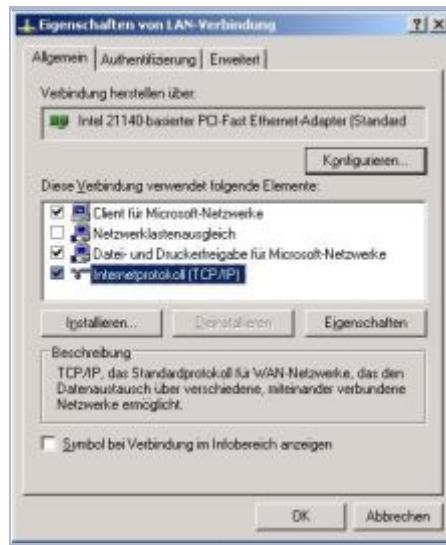 Eigenschaften von LAN-Verbindung
Allgemein Authentifizierung Erweitert
Verbindung herstellen über:
Intel 21140-basierter PCI-Fast Ethernet-Adapter (Standard
Konfigurieren...
Diese Verbindung verwendet folgende Elemente:
Client für Microsoft-Netzwerke
Netzwerklastenausgleich
Datei- und Druckerfreigabe für Microsoft-Netzwerke
Internetprotokoll (TCP/IP)
Installieren... Deinstallieren Eigenschaften
Beschreibung
TCP/IP, das Standardprotokoll für WAN-Netzwerke, das den
Datenaustausch über verschiedene, miteinander verbundene
Netzwerke ermöglicht.
Symbol bei Verbindung im Infobereich anzeigen
OK Abbrechen